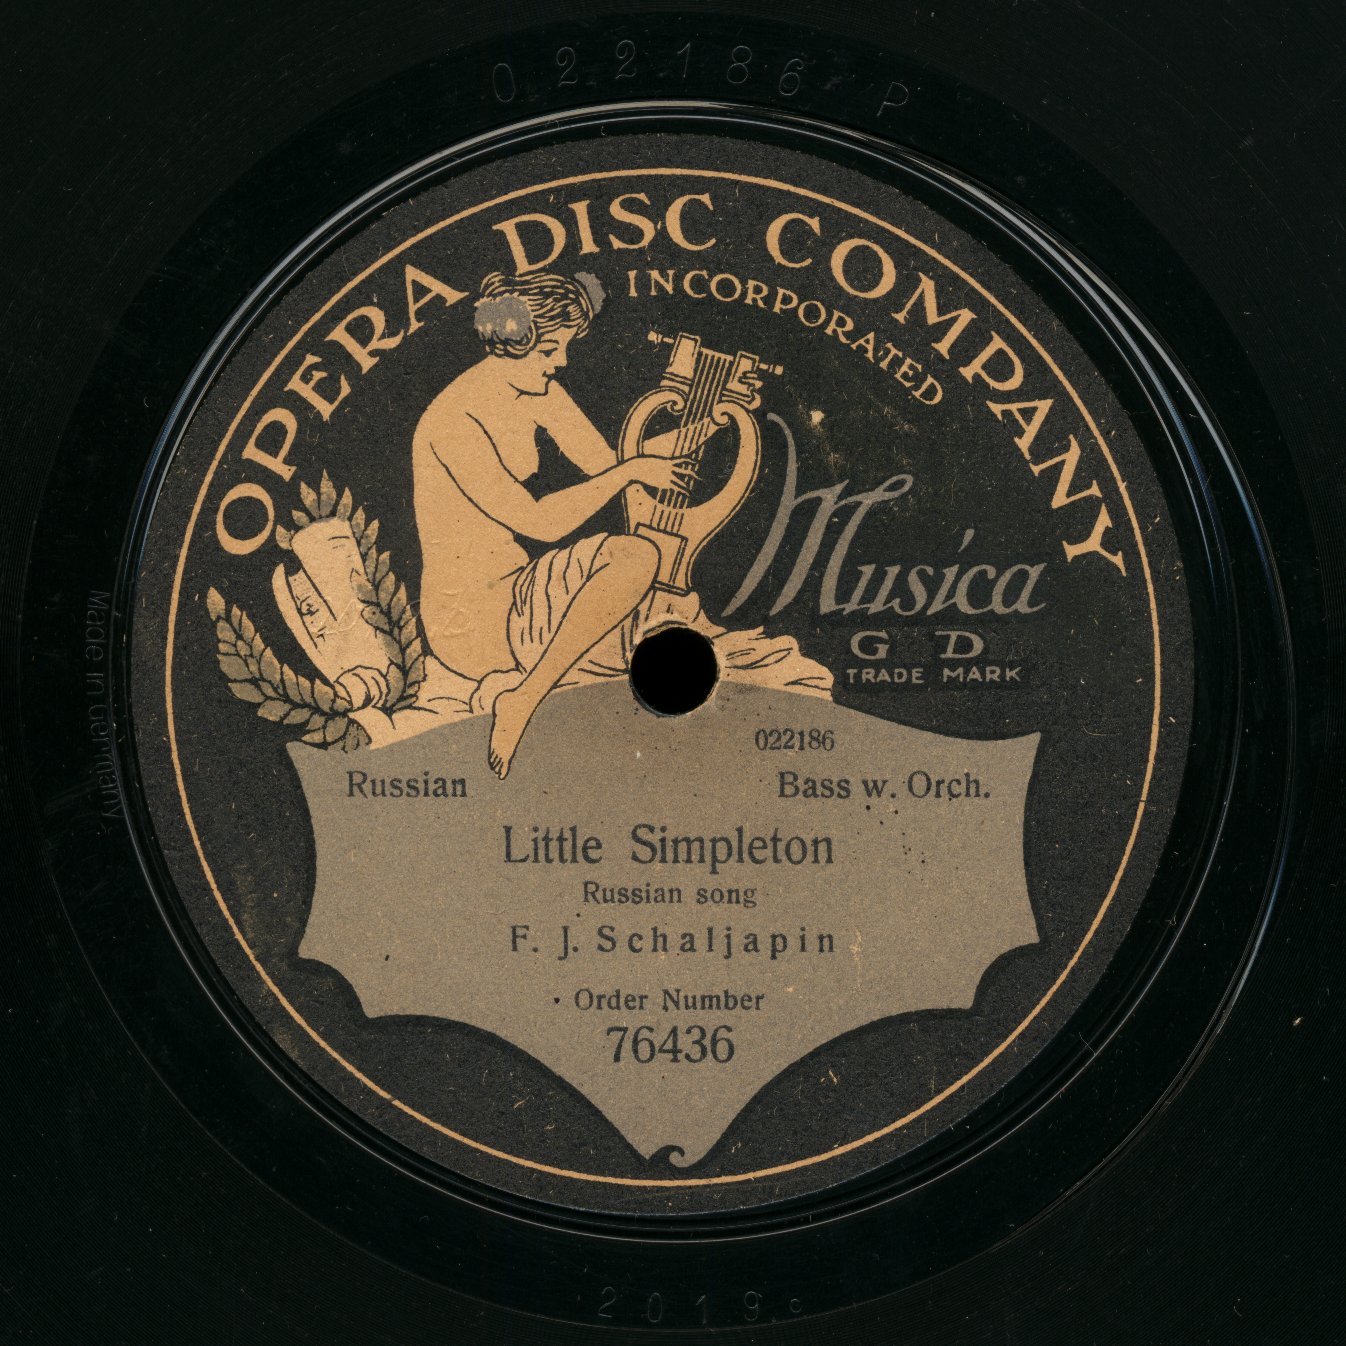 022186 P
OPERA DISC COMPANY
INCORPORATED
Musica
G D
TRADE MARK
Made in Germany.
022186
Russian Bass w. Orch.
Little Simpleton
Russian song
F. J. Schaljapin
Order Number
76436
2019c